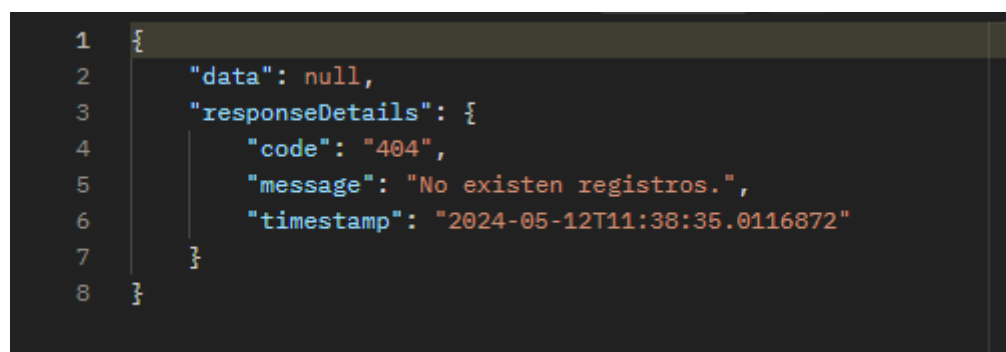 1 {
2 "data": null,
3 "responseDetails": {
4 "code": "404",
5 "message": "No existen registros.",
6 "timestamp": "2024-05-12T11:38:35.0116872"
7 }
8 }